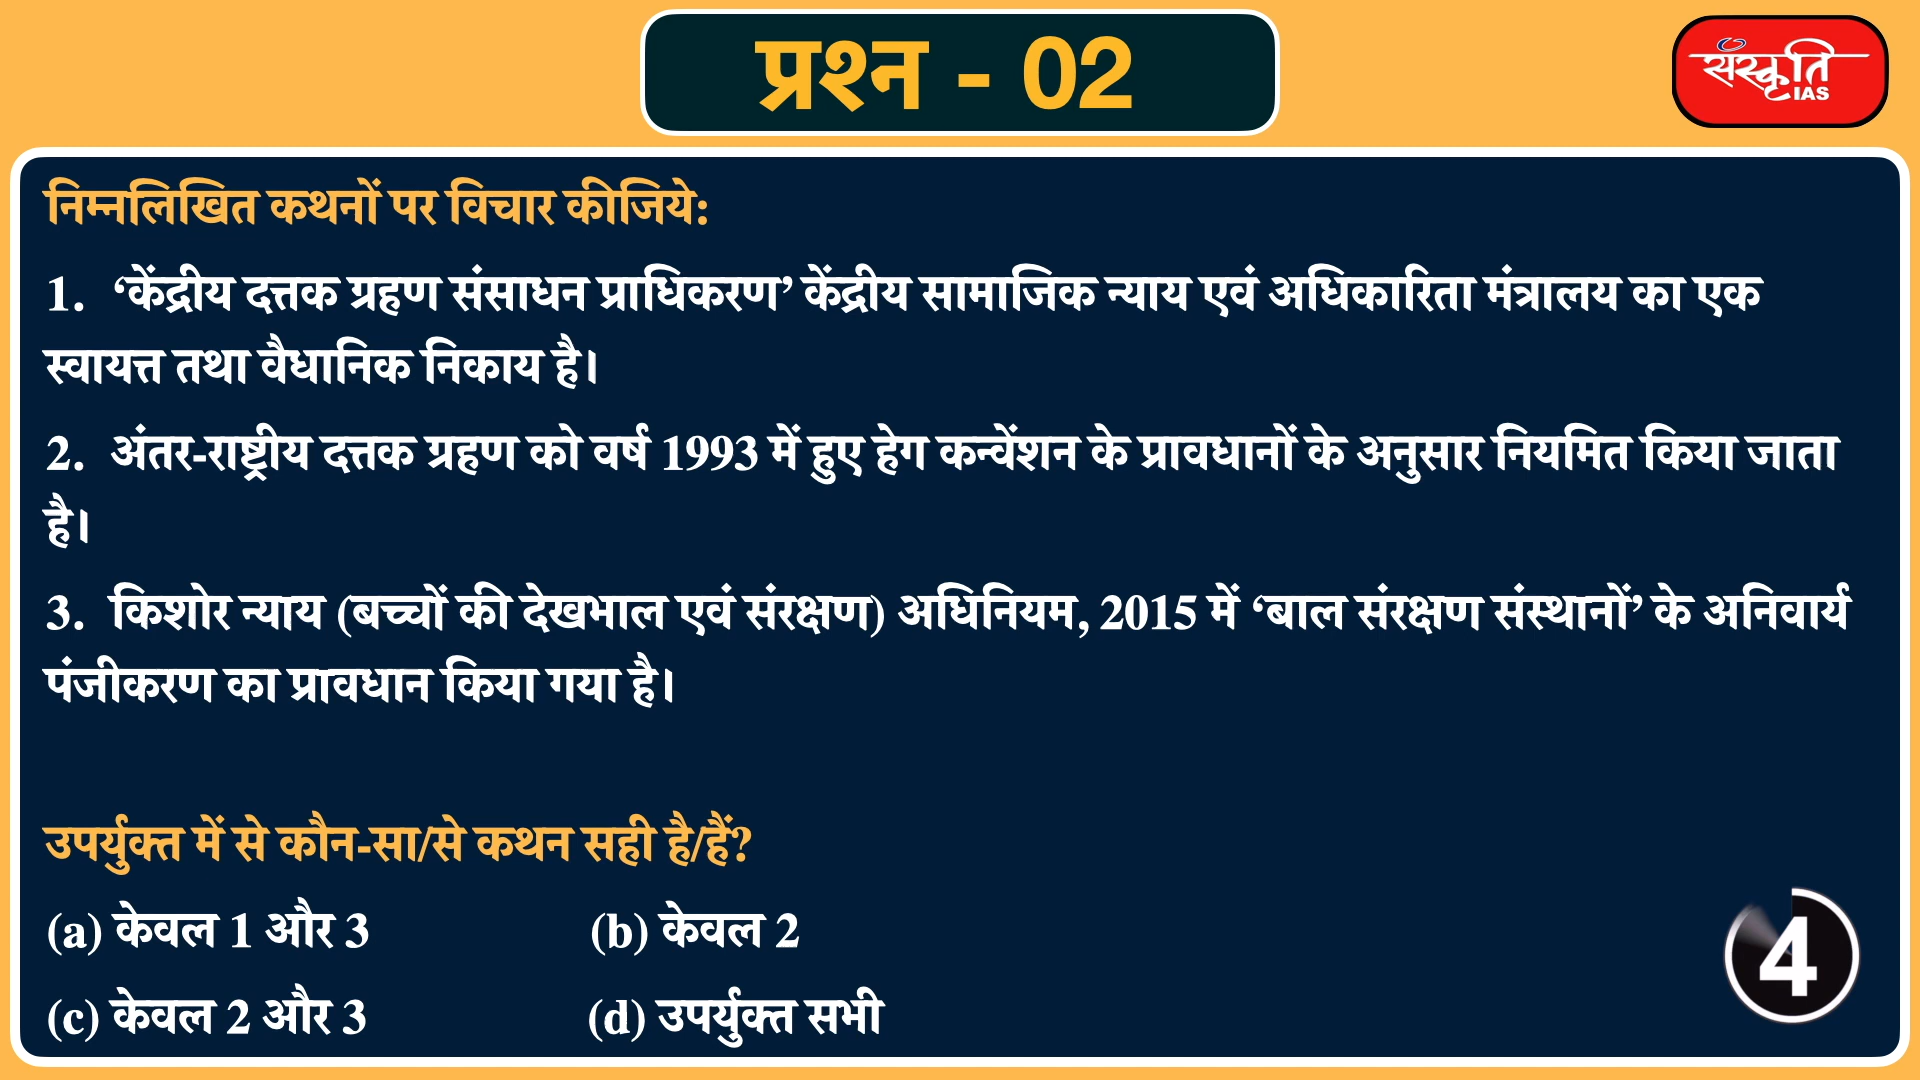 प्रश्न - 02
संस्कृति
IAS
निम्नलिखित कथनों पर विचार कीजिये:
1. ‘केंद्रीय दत्तक ग्रहण संसाधन प्राधिकरण’ केंद्रीय सामाजिक न्याय एवं अधिकारिता मंत्रालय का एक
स्वायत्त तथा वैधानिक निकाय है।
2. अंतर-राष्ट्रीय दत्तक ग्रहण को वर्ष 1993 में हुए हेग कन्वेंशन के प्रावधानों के अनुसार नियमित किया जाता
है।
3. किशोर न्याय (बच्चों की देखभाल एवं संरक्षण) अधिनियम, 2015 में ‘बाल संरक्षण संस्थानों’ के अनिवार्य
पंजीकरण का प्रावधान किया गया है।
उपर्युक्त में से कौन-सा/से कथन सही है/हैं?
(a) केवल 1 और 3 (b) केवल 2
(c) केवल 2 और 3 (d) उपर्युक्त सभी
4